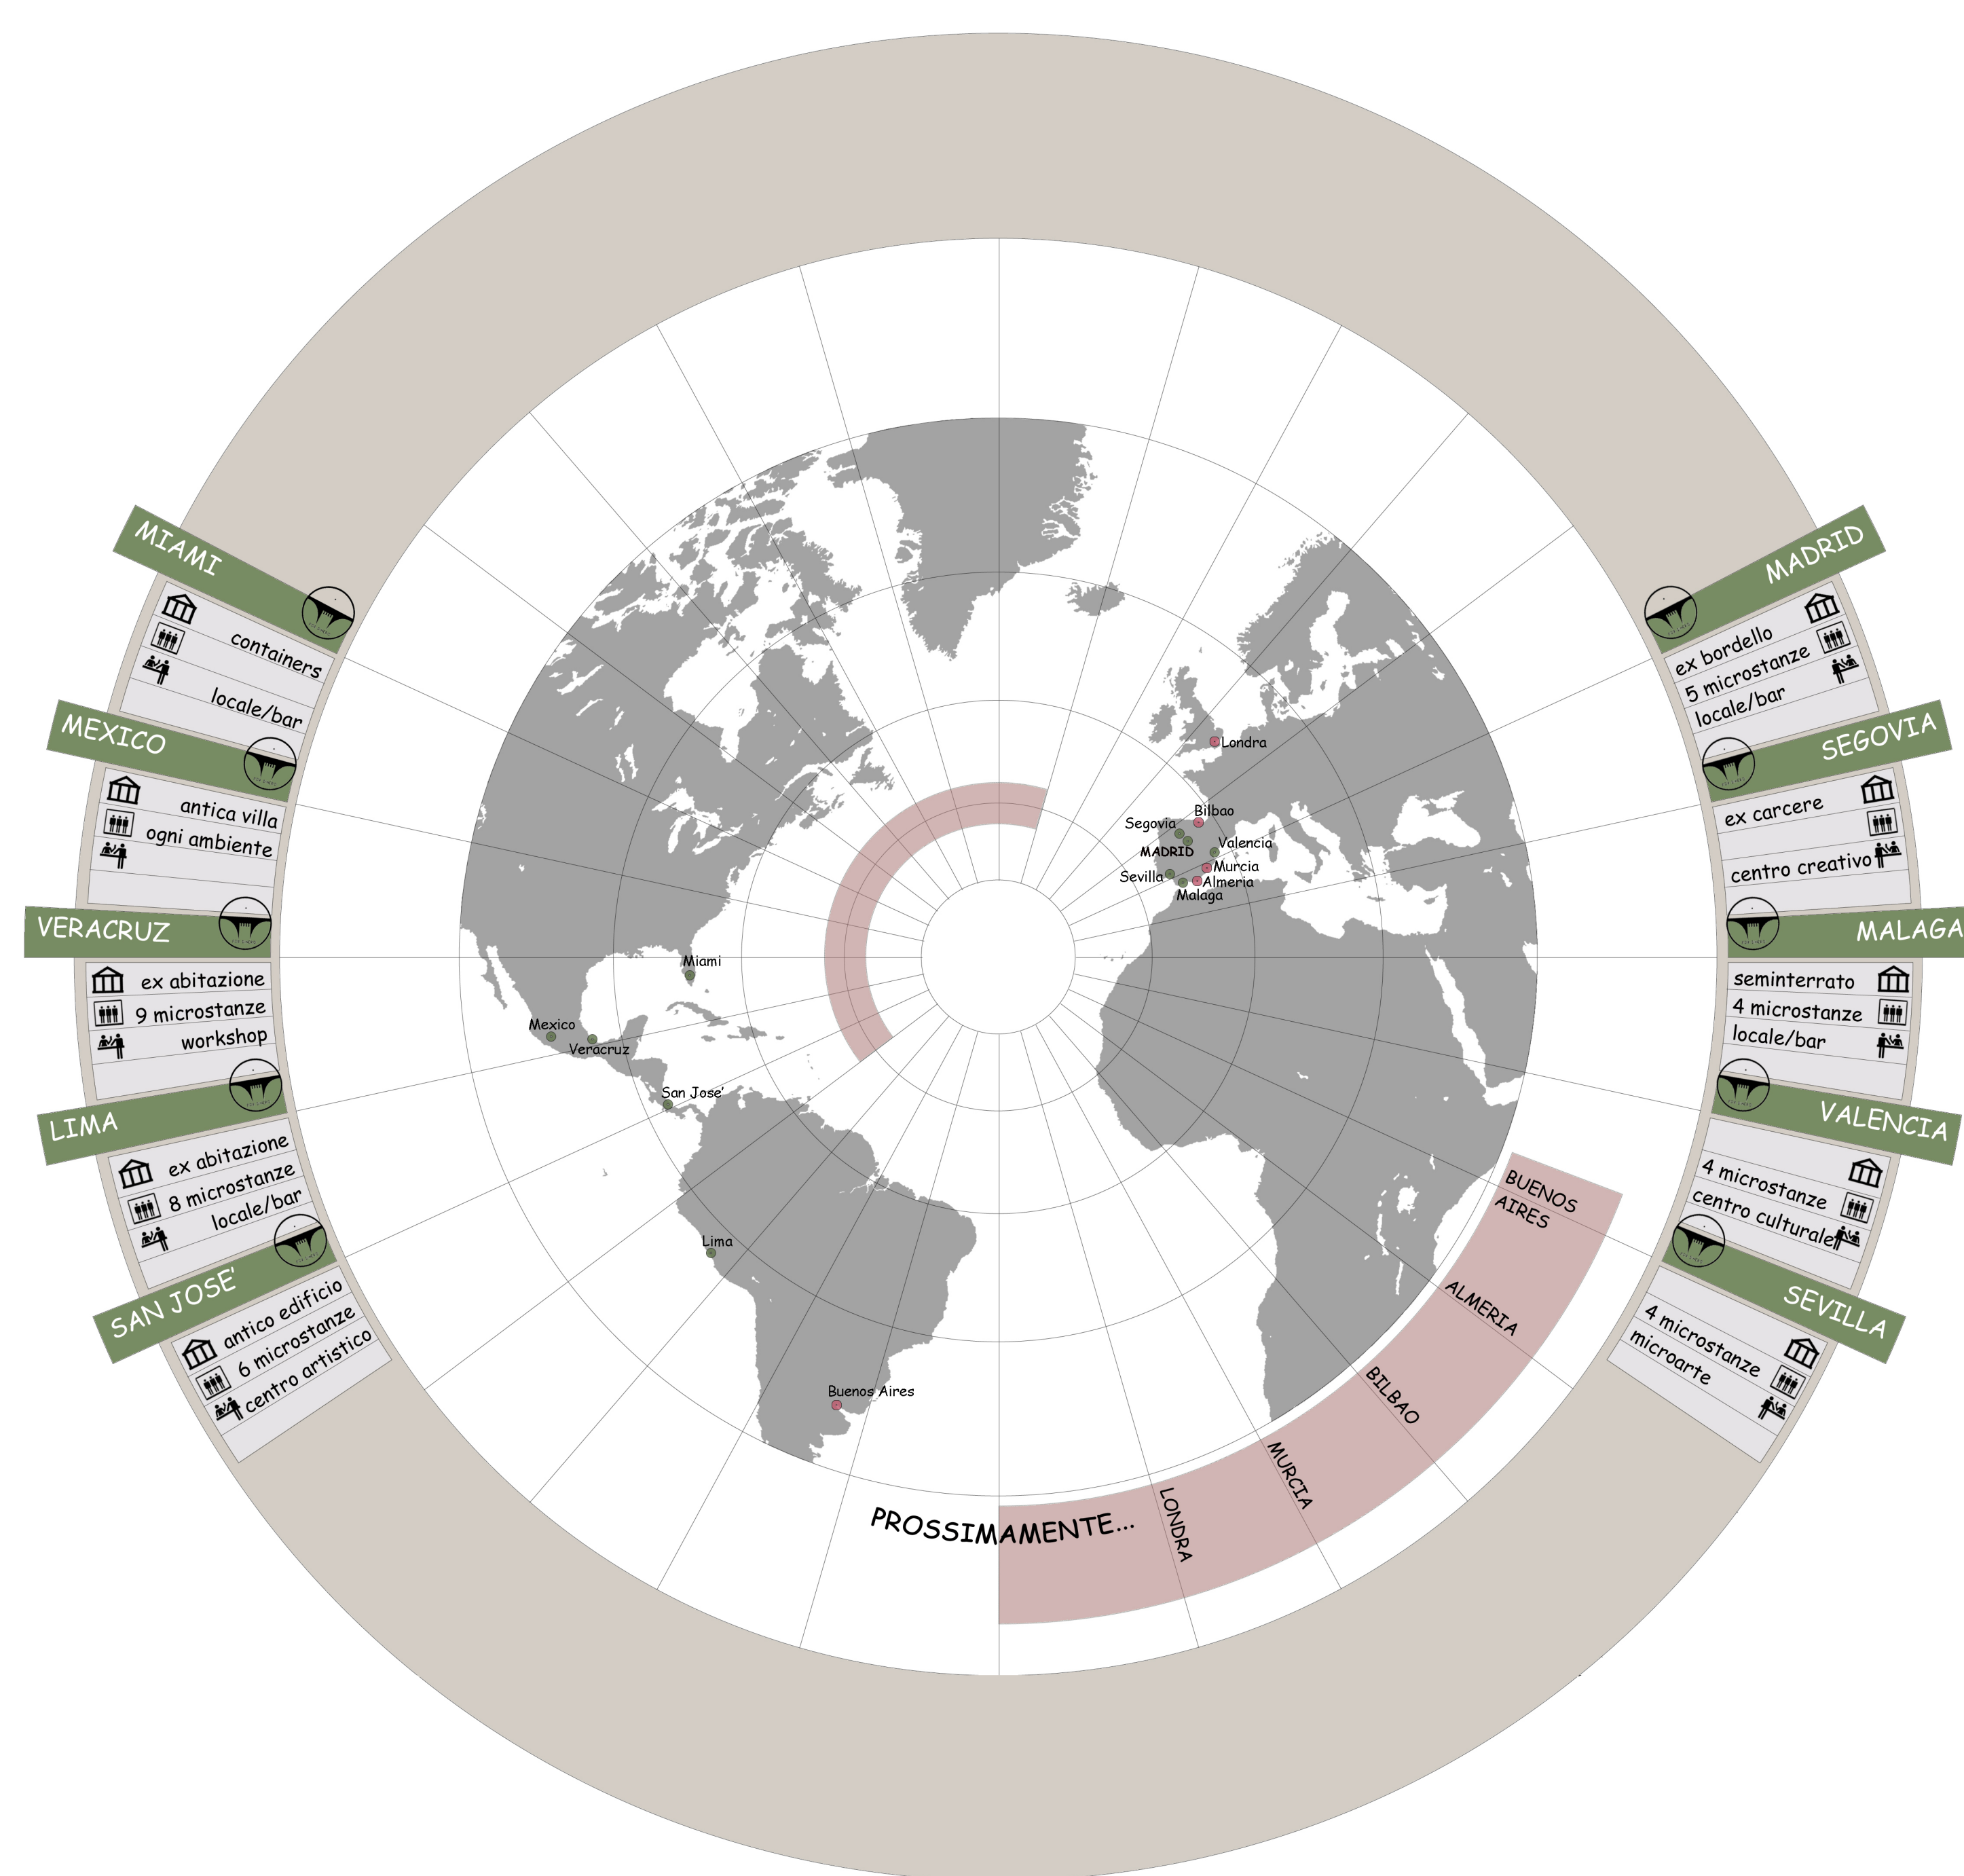 MIAMI
containers
locale/bar
MEXICO
antica villa
ogni ambiente
VERACRUZ
ex abitazione
9 microstanze
workshop
LIMA
ex abitazione
8 microstanze
locale/bar
SAN JOSE'
antico edificio
6 microstanze
centro artistico
Londra
Bilbao
Segovia
Valencia
MADRID
Murcia
Sevilla
Almeria
Malaga
Miami
Mexico
Veracruz
San Jose'
Lima
Buenos Aires
MADRID
ex bordello
5 microstanze
locale/bar
SEGOVIA
ex carcere
centro creativo
MALAGA
seminterrato
4 microstanze
locale/bar
VALENCIA
4 microstanze
centro culturale
SEVILLA
4 microstanze
microarte
PROSSIMAMENTE...
LONDRA
MURCIA
BILBAO
ALMERIA
BUENOS
AIRES